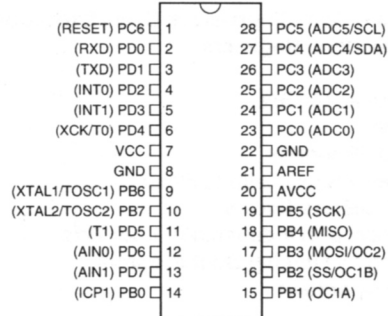 (RESET) PC6 1 28 PC5 (ADC5/SCL)
(RXD) PD0 2 27 PC4 (ADC4/SDA)
(TXD) PD1 3 26 PC3 (ADC3)
(INT0) PD2 4 25 PC2 (ADC2)
(INT1) PD3 5 24 PC1 (ADC1)
(XCK/T0) PD4 6 23 PC0 (ADC0)
VCC 7 22 GND
GND 8 21 AREF
(XTAL1/TOSC1) PB6 9 20 AVCC
(XTAL2/TOSC2) PB7 10 19 PB5 (SCK)
(T1) PD5 11 18 PB4 (MISO)
(AIN0) PD6 12 17 PB3 (MOSI/OC2)
(AIN1) PD7 13 16 PB2 (SS/OC1B)
(ICP1) PB0 14 15 PB1 (OC1A)